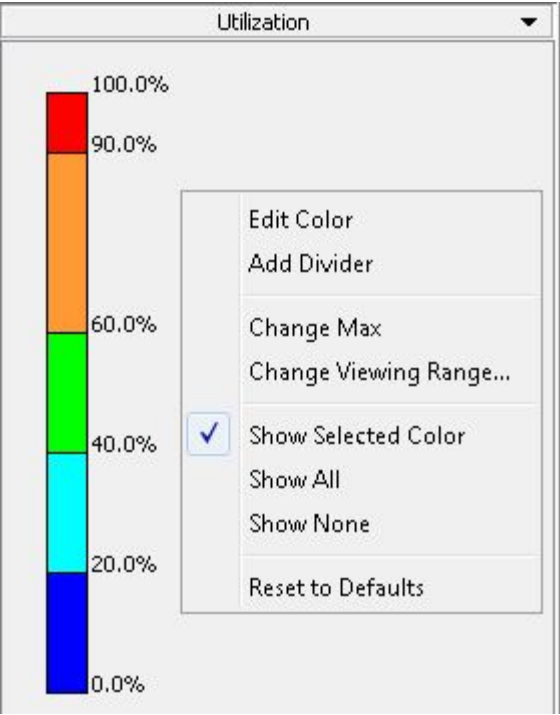 Utilization
100.0%
90.0%
60.0%
40.0%
20.0%
0.0%
Edit Color
Add Divider
Change Max
Change Viewing Range...
Show Selected Color
Show All
Show None
Reset to Defaults